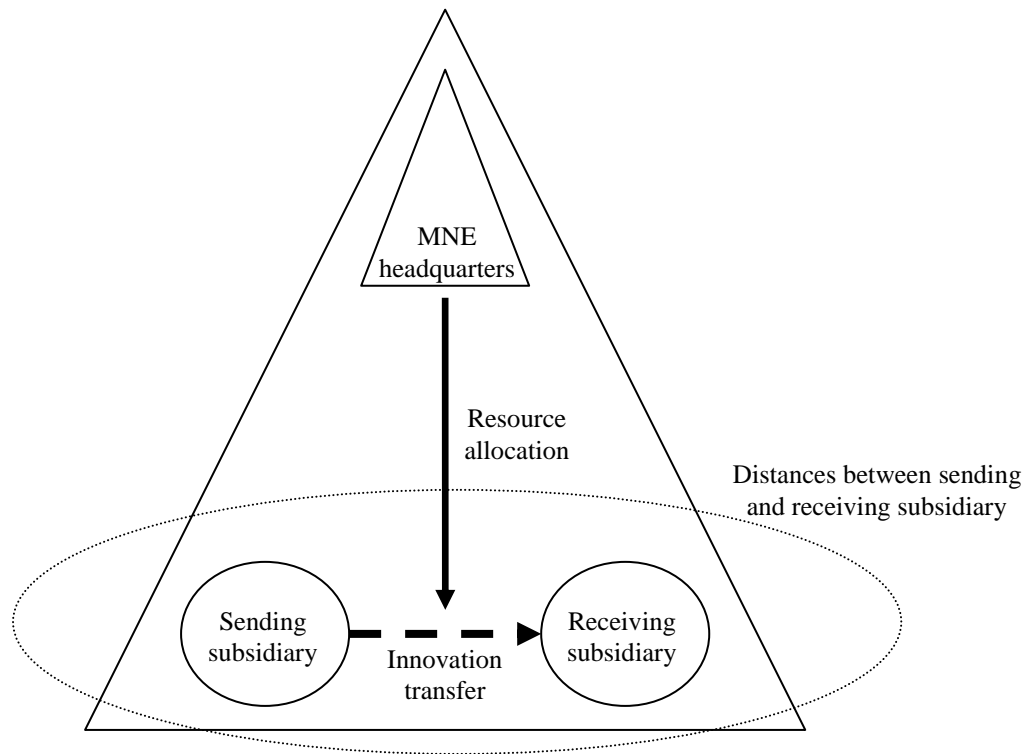 MNE
headquarters
Resource
allocation
Distances between sending
and receiving subsidiary
Sending
subsidiary
Innovation
transfer
Receiving
subsidiary